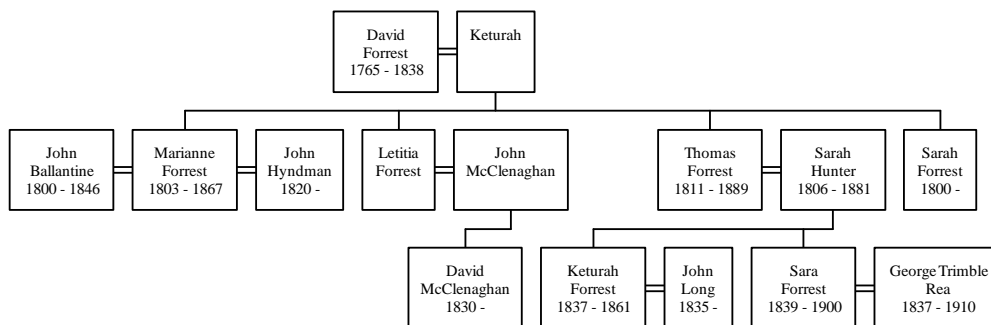 David
Forrest
1765 - 1838
Keturah
John
Ballantine
1800 - 1846
Marianne
Forrest
1803 - 1867
John
Hyndman
1820 -
Letitia
Forrest
John
McClenaghan
Thomas
Forrest
1811 - 1889
Sarah
Hunter
1806 - 1881
Sarah
Forrest
1800 -
David
McClenaghan
1830 -
Keturah
Forrest
1837 - 1861
John
Long
1835 -
Sara
Forrest
1839 - 1900
George Trimble
Rea
1837 - 1910